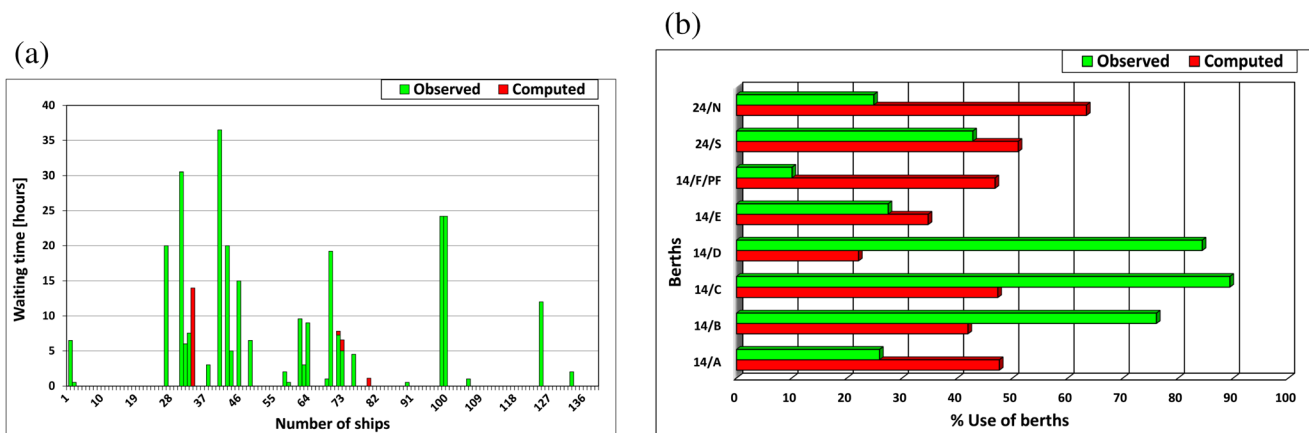 (a)
Observed Computed
Waiting time [hours]
40
35
30
25
20
15
10
5
0
1 10 19 28 37 46 55 64 73 82 91 100 109 118 127 136
Number of ships
(b)
Observed Computed
Berths
24/N
24/S
14/F/PF
14/E
14/D
14/C
14/B
14/A
0 10 20 30 40 50 60 70 80 90 100
% Use of berths